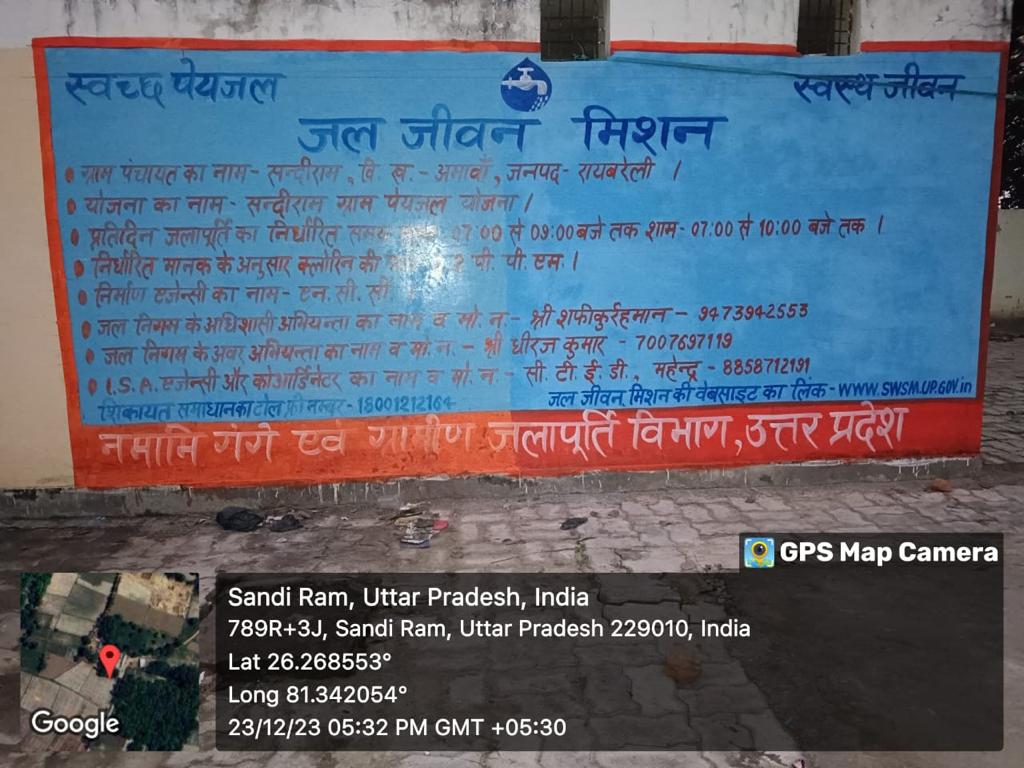 स्वच्छ पेयजल
स्वस्थ जीवन
जल जीवन मिशन
• ग्राम पंचायत का नाम- सन्दीराम, वि. ख.- अमावाँ, जनपद- रायबरेली ।
• योजना का नाम- सन्दीराम ग्राम पेयजल योजना ।
• प्रतिदिन जलापूर्ति का निर्धारित समय 07:00 से 09:00 बजे तक शाम- 07:00 से 10:00 बजे तक ।
• निर्धारित मानक के अनुसार क्लोरिन की पी. पी. एम. ।
• निर्माण एजेन्सी का नाम- एन. सी. सी.
• जल निगम के अधिशासी अभियन्ता का नाम व मो. न.- श्री शफीकुर्रहमान - 9473942553
• जल निगम के अवर अभियन्ता का नाम व मो. न. - श्री धीरज कुमार - 7007697119
• I.S.A. एजेन्सी और कोआर्डिनेटर का नाम व मो. न.- सी. टी. ई. डी., महेन्द्र - 8858712191
शिकायत समाधान का टोल फ्री नम्बर - 18001212164
जल जीवन मिशन की वेबसाइट का लिंक - WWW.SWSM.UP.GOV.in
नमामि गंगे एवं ग्रामीण जलापूर्ति विभाग, उत्तर प्रदेश
GPS Map Camera
Sandi Ram, Uttar Pradesh, India
789R+3J, Sandi Ram, Uttar Pradesh 229010, India
Lat 26.268553°
Long 81.342054°
23/12/23 05:32 PM GMT +05:30
Google